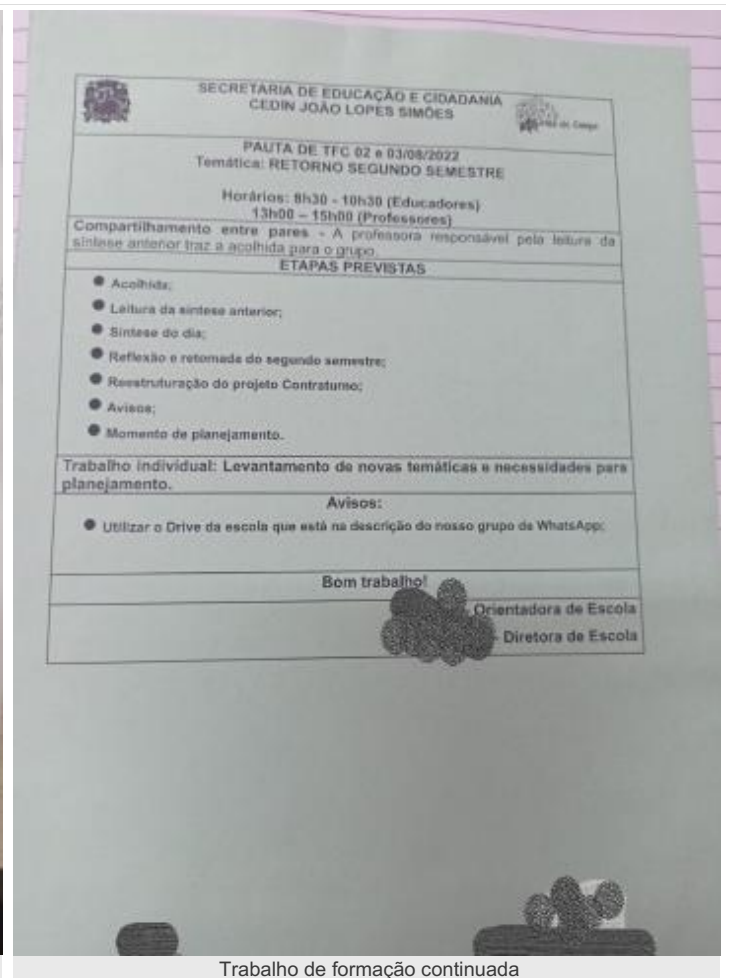 SECRETARIA DE EDUCAÇÃO E CIDADANIA
CEDIN JOÃO LOPES SIMÕES
PAUTA DE TFC 02 e 03/08/2022
Temática: RETORNO SEGUNDO SEMESTRE
Horários: 8h30 - 10h30 (Educadores)
13h00 – 15h00 (Professores)
Compartilhamento entre pares - A professora responsável pela leitura da
síntese anterior traz a acolhida para o grupo.
ETAPAS PREVISTAS
● Acolhida;
● Leitura da síntese anterior;
● Síntese do dia;
● Reflexão e retomada do segundo semestre;
● Reestruturação do projeto Contraturno;
● Avisos;
● Momento de planejamento.
Trabalho individual: Levantamento de novas temáticas e necessidades para
planejamento.
Avisos:
● Utilizar o Drive da escola que está na descrição do nosso grupo de WhatsApp;
Bom trabalho!
Orientadora de Escola
- Diretora de Escola
Trabalho de formação continuada